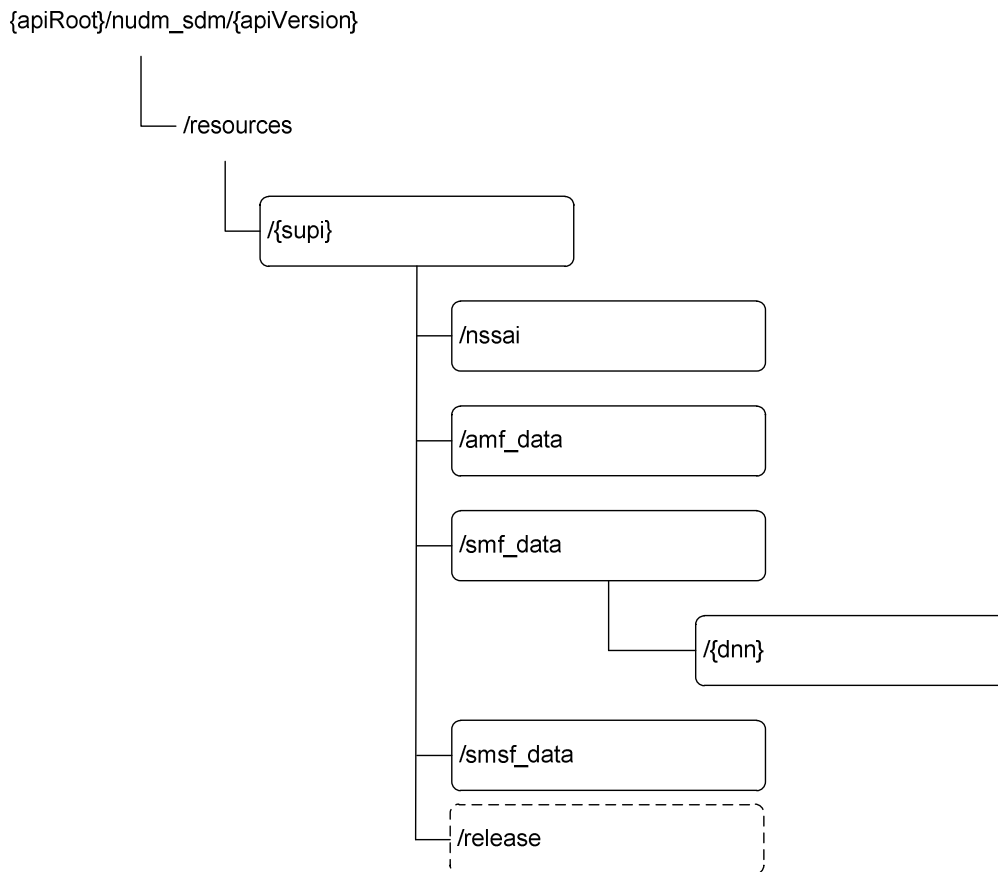 {apiRoot}/nudm_sdm/{apiVersion}
/resources
/{supi}
/nssai
/amf_data
/smf_data
/{dnn}
/smsf_data
/release